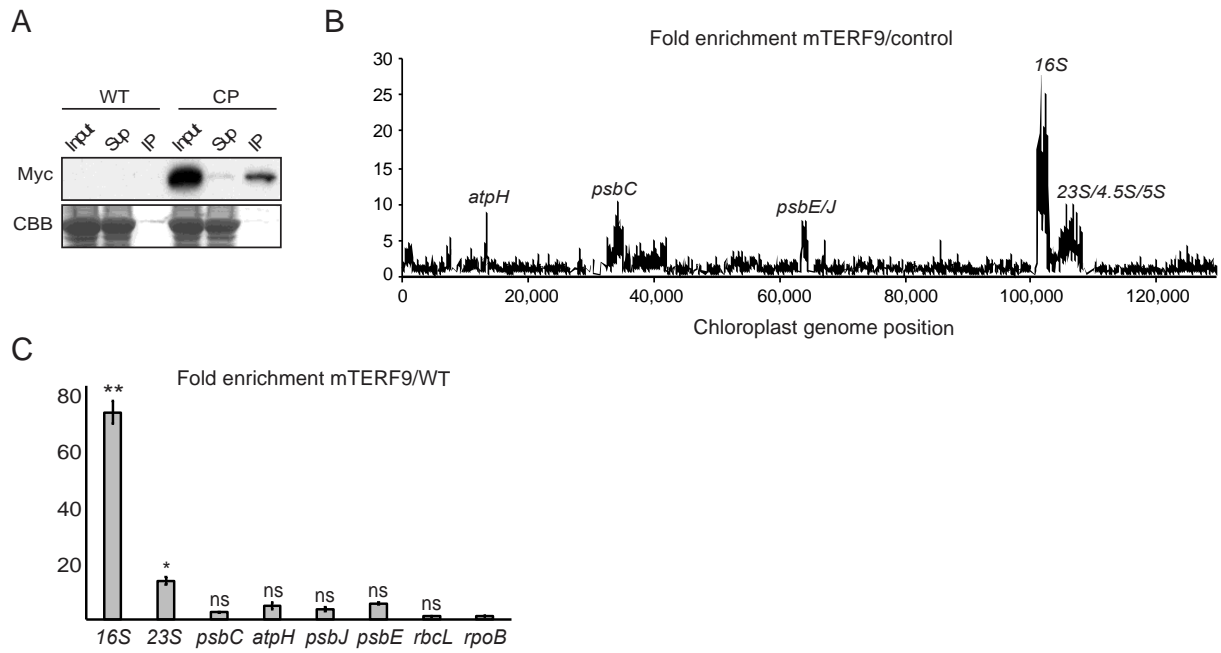 A
WT CP
Input Sup IP Input Sup IP
Myc
CBB
B
Fold enrichment mTERF9/control
30
25
20
15
10
5
0
16S
atpH
psbC
psbE/J
23S/4.5S/5S
0 20,000 40,000 60,000 80,000 100,000 120,000
Chloroplast genome position
C
Fold enrichment mTERF9/WT
80
60
40
20
**
*
ns ns ns ns ns
16S 23S psbC atpH psbJ psbE rbcL rpoB